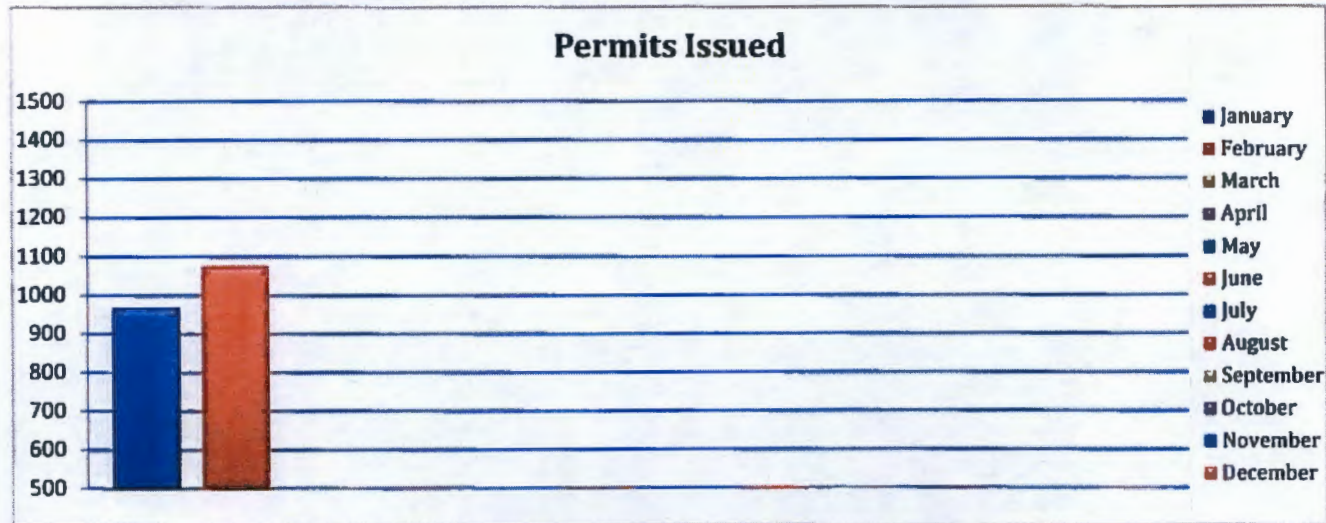 Permits Issued
1500
1400
1300
1200
1100
1000
900
800
700
600
500
January
February
March
April
May
June
July
August
September
October
November
December